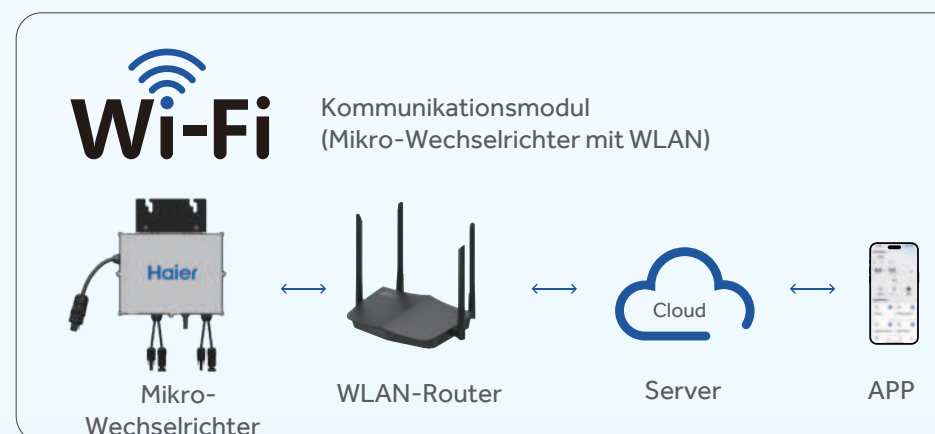 Wi-Fi
Kommunikationsmodul
(Mikro-Wechselrichter mit WLAN)
Haier
Cloud
Mikro-
Wechselrichter
WLAN-Router
Server
APP